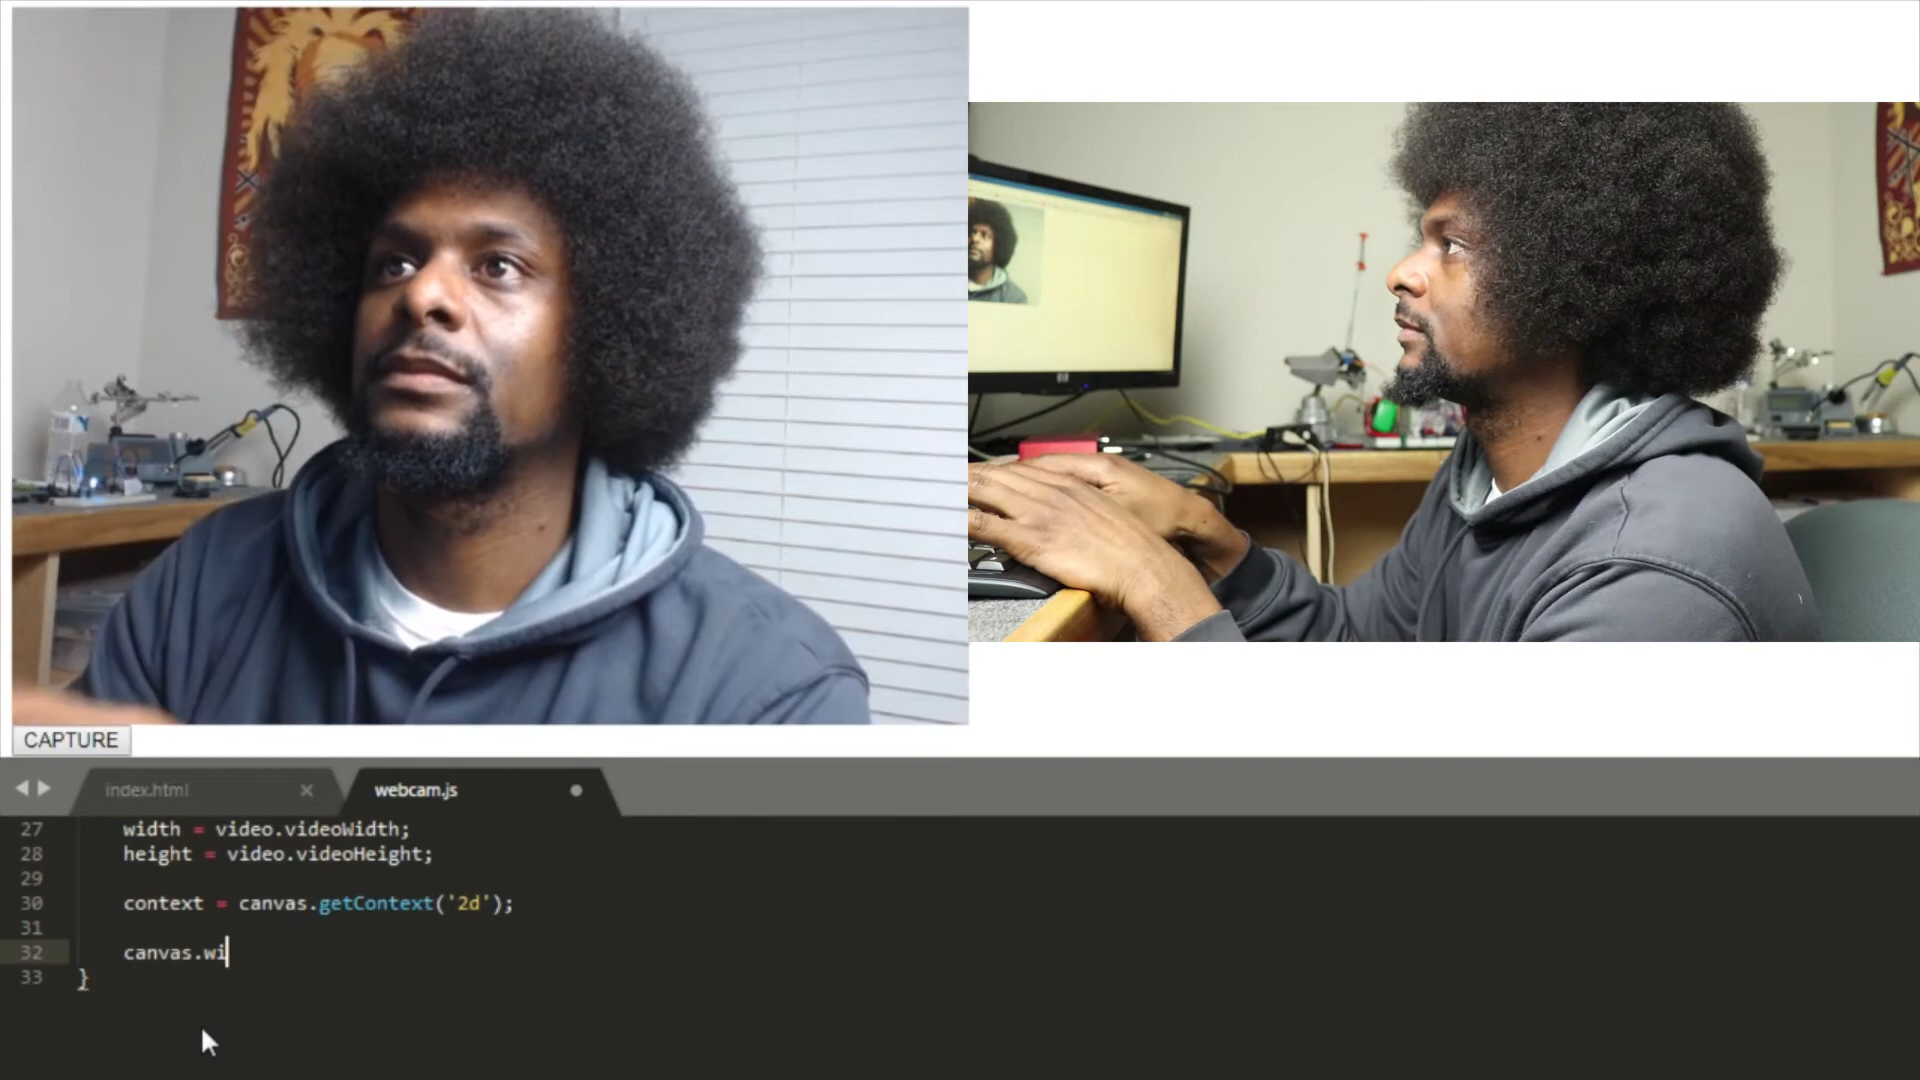 CAPTURE
index.html
webcam.js
27 width = video.videoWidth;
28 height = video.videoHeight;
29
30 context = canvas.getContext('2d');
31
32 canvas.wi
33 }